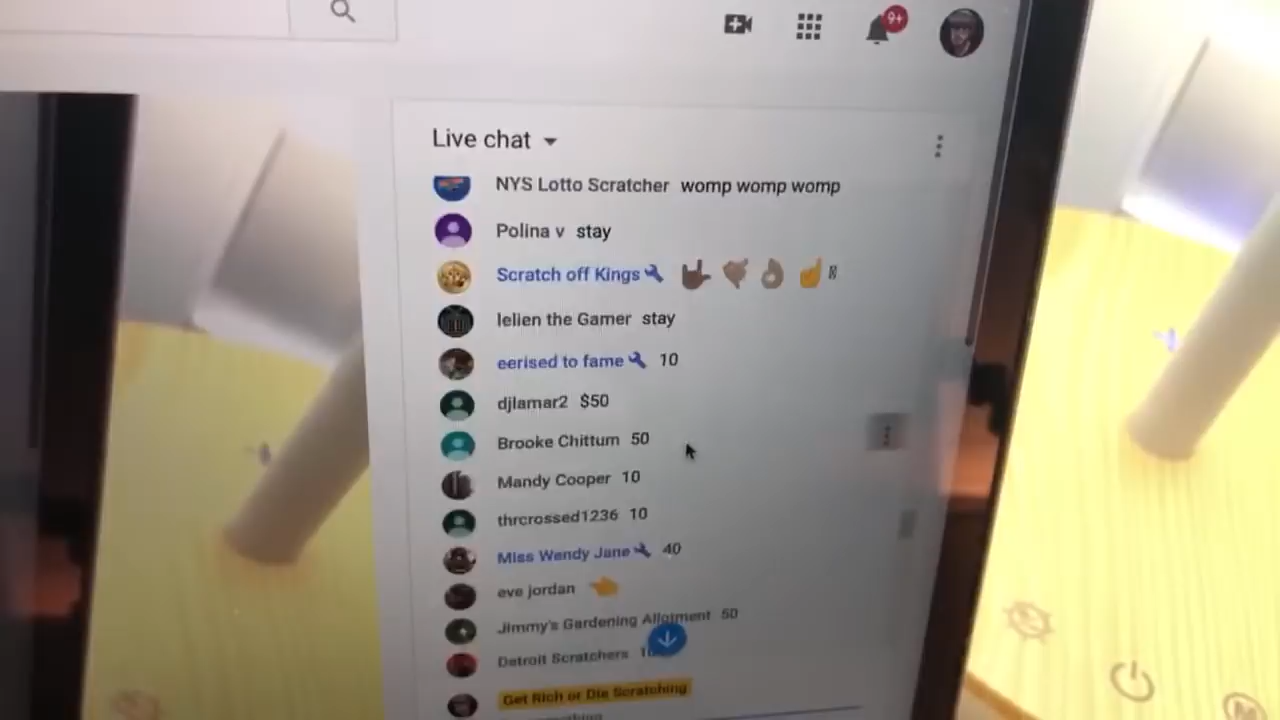 9+
Live chat
NYS Lotto Scratcher womp womp womp
Polina v stay
Scratch off Kings 🤟🏾 🤙🏽 👌🏽 ☝
lelien the Gamer stay
eerised to fame 10
djlamar2 $50
Brooke Chittum 50
Mandy Cooper 10
thrcrossed1236 10
Miss Wendy Jane 40
eve jordan 👈
Jimmy's Gardening Allotment 50
Detroit Scratchers
Get Rich or Die Scratching
M